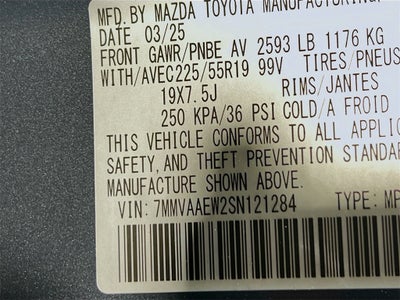 MFD. BY MAZDA TOYOTA MANUFACTURING,
DATE 03/25
FRONT GAWR/PNBE AV 2593 LB 1176 KG
WITH/AVEC225/55R19 99V TIRES/PNEUS
19X7.5J RIMS/JANTES
250 KPA/36 PSI COLD/A FROID
THIS VEHICLE CONFORMS TO ALL APPLIC
SAFETY, AND THEFT PREVENTION STANDAR
MANUFACTURE SHOWN ABOVE.
VIN: 7MMVAAEW2SN121284 TYPE: MP